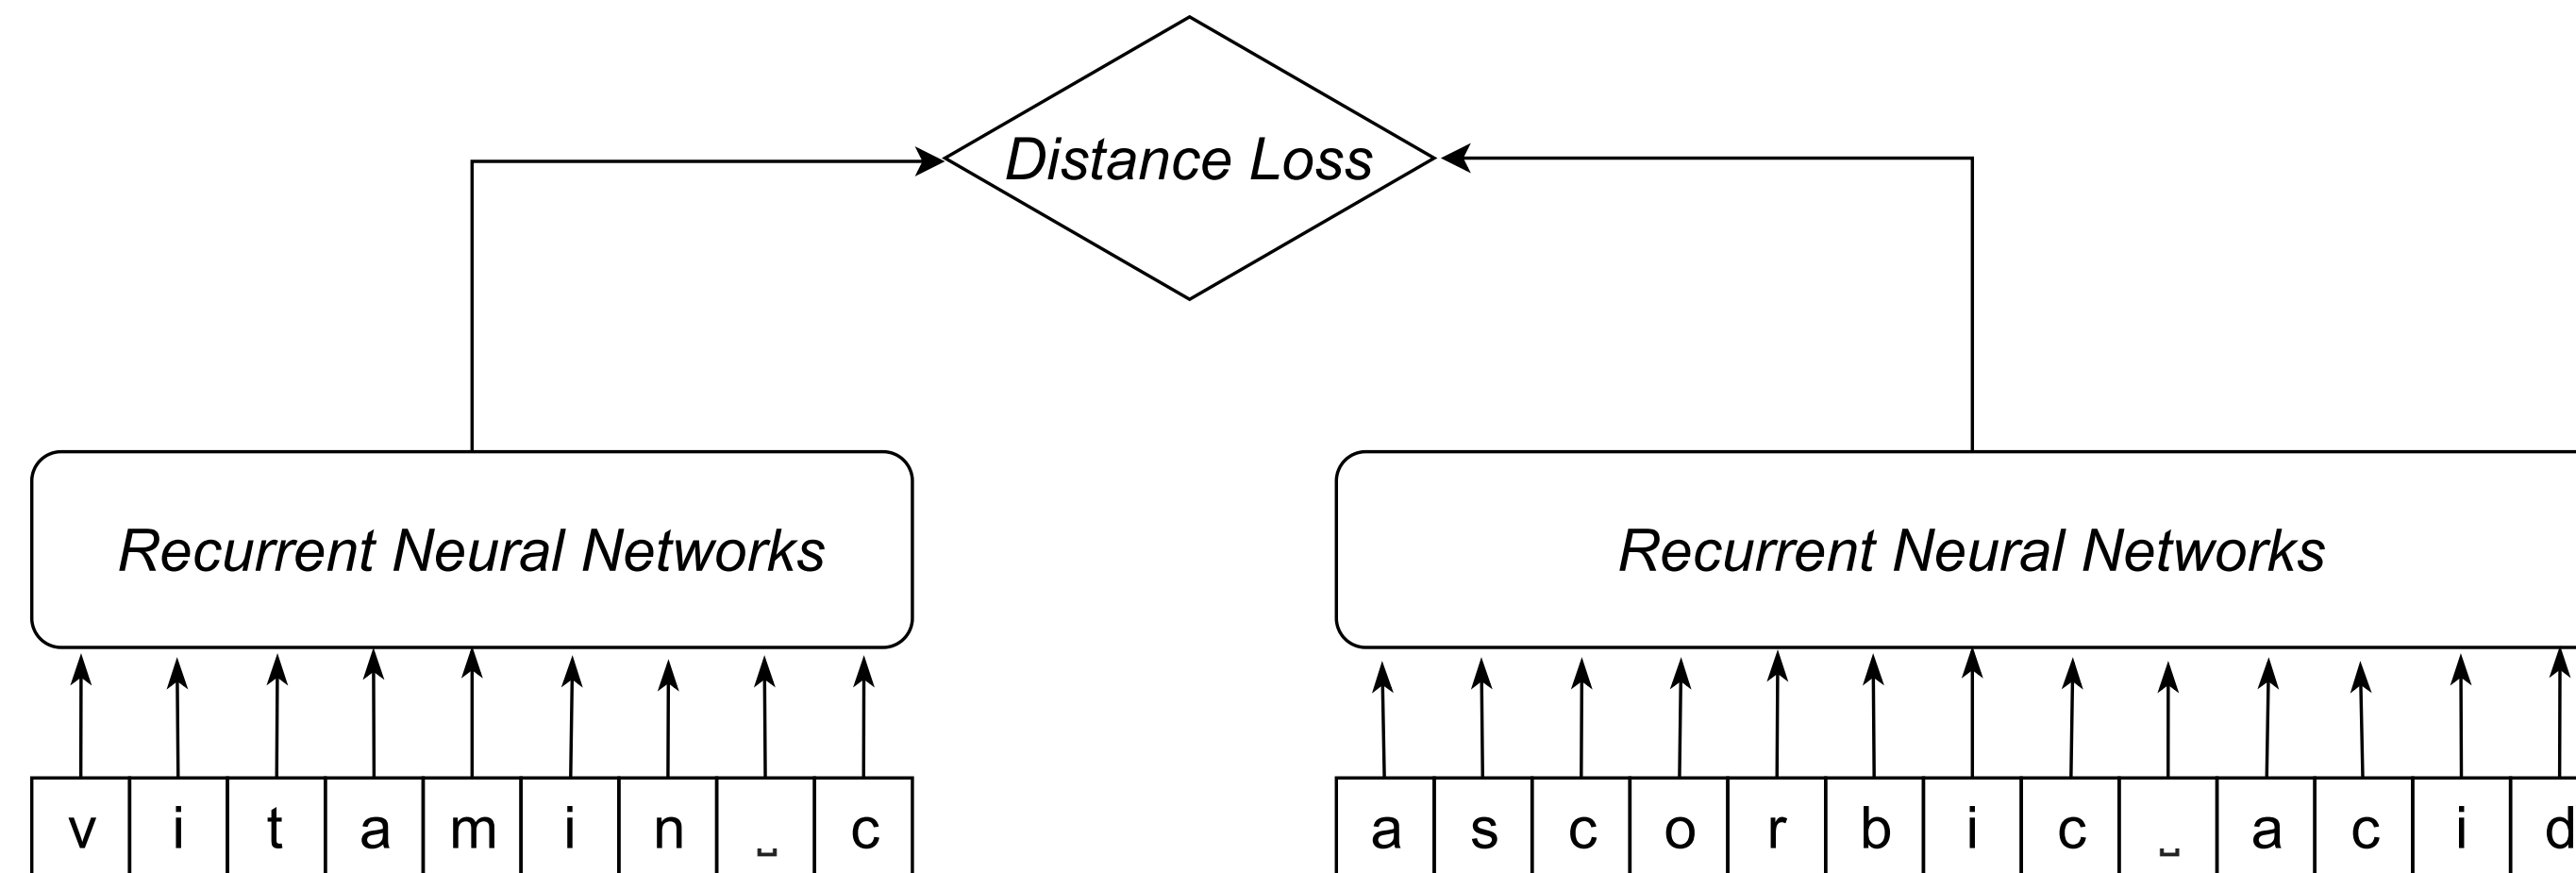 Distance Loss
Recurrent Neural Networks
Recurrent Neural Networks
v i t a m i n ␣ c
a s c o r b i c ␣ a c i d